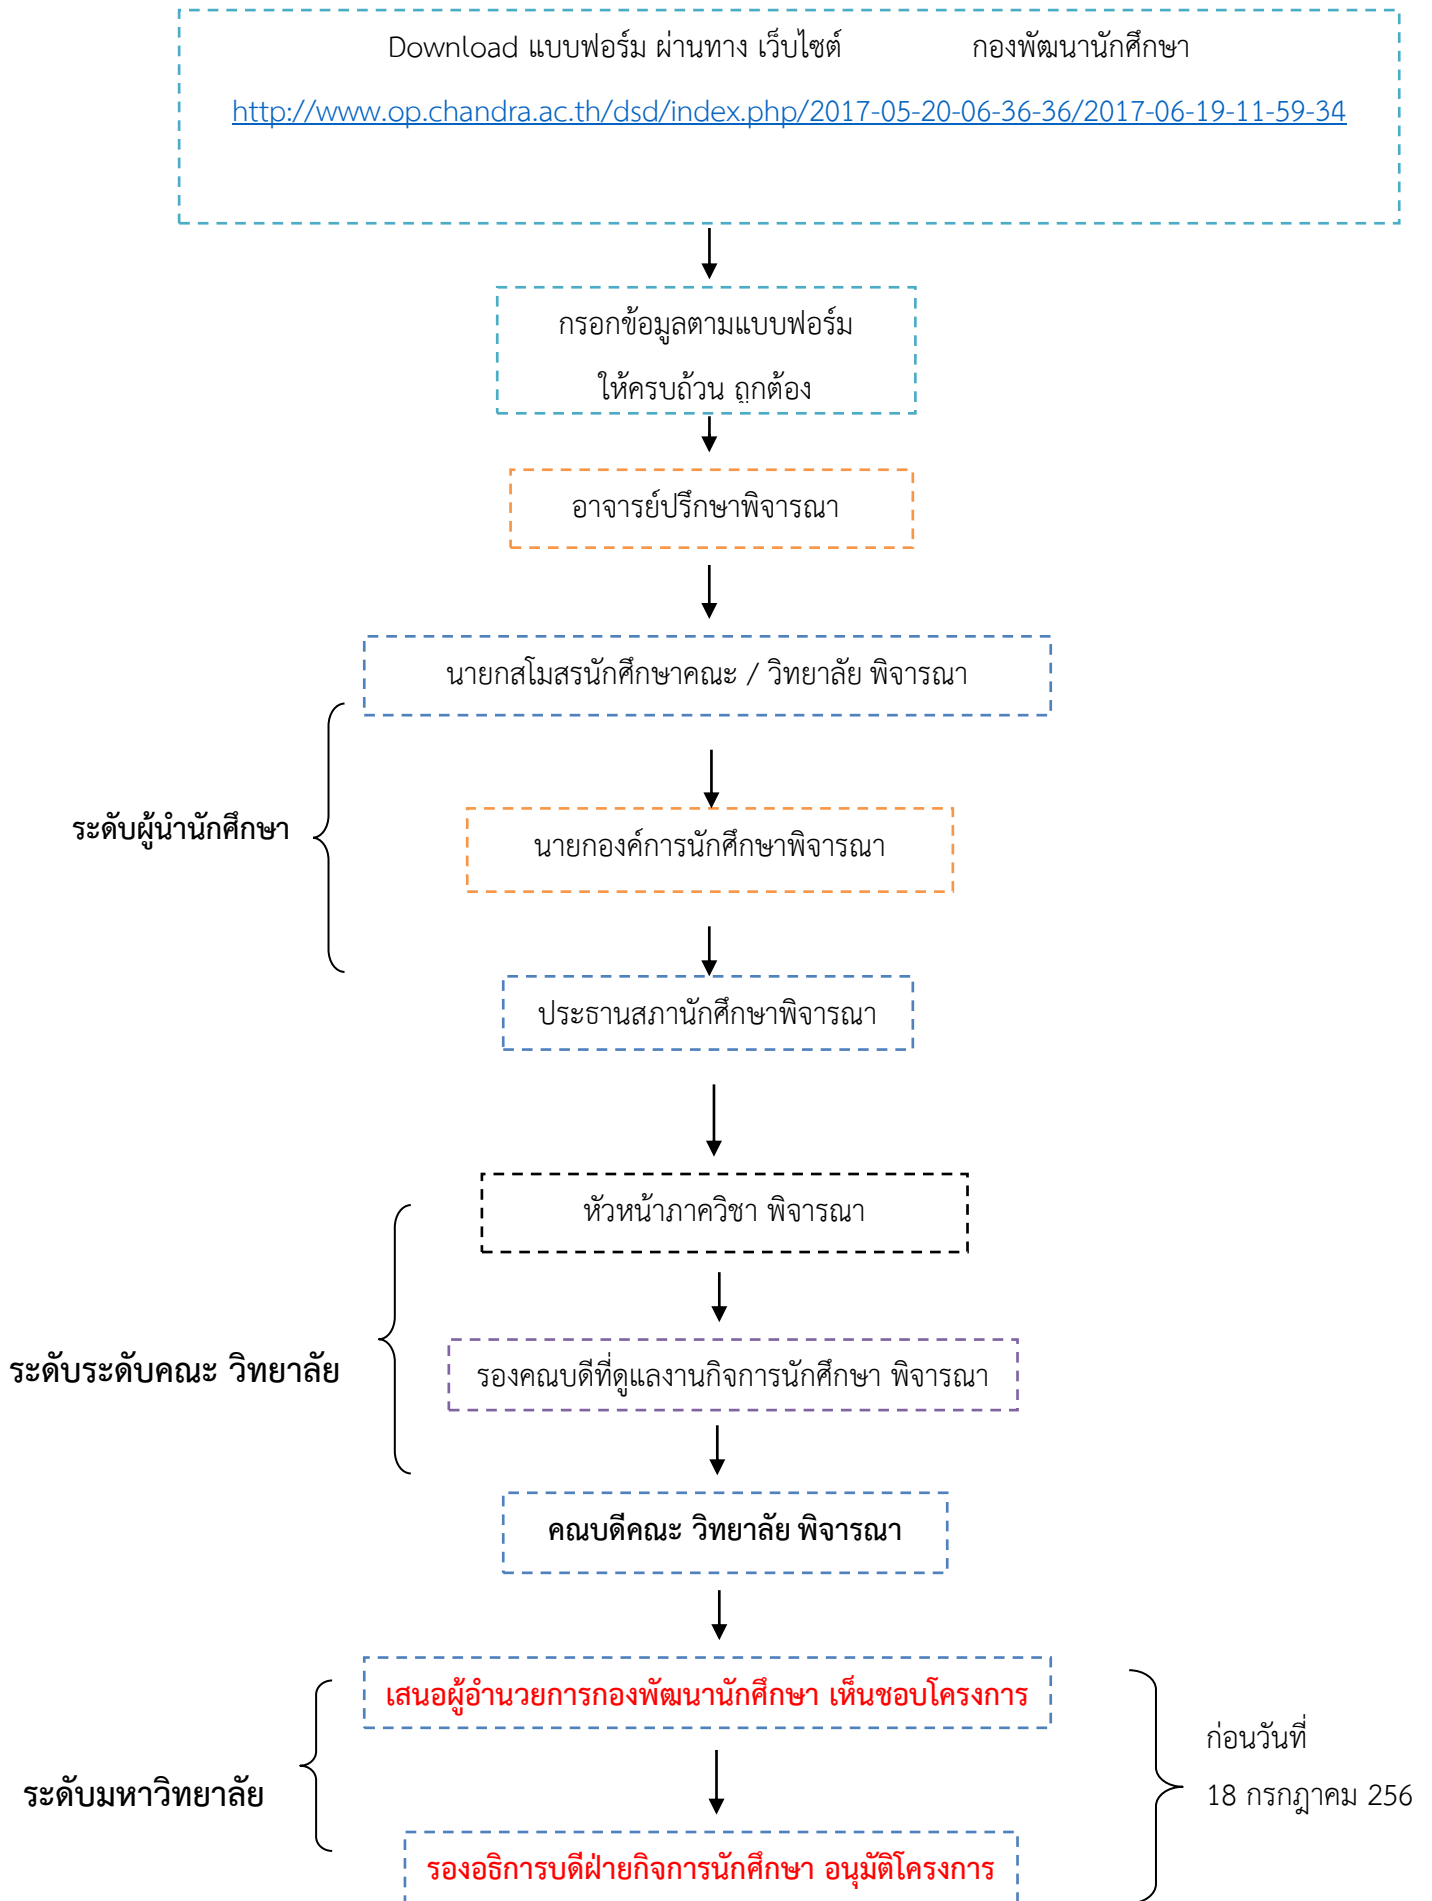 Download แบบฟอร์ม ผ่านทาง เว็บไซต์ กองพัฒนานักศึกษา
http://www.op.chandra.ac.th/dsd/index.php/2017-05-20-06-36-36/2017-06-19-11-59-34
กรอกข้อมูลตามแบบฟอร์ม
ให้ครบถ้วน ถูกต้อง
อาจารย์ปรึกษาพิจารณา
นายกสโมสรนักศึกษาคณะ / วิทยาลัย พิจารณา
ระดับผู้นำนักศึกษา
นายกองค์การนักศึกษาพิจารณา
ประธานสภานักศึกษาพิจารณา
หัวหน้าภาควิชา พิจารณา
ระดับระดับคณะ วิทยาลัย
รองคณบดีที่ดูแลงานกิจการนักศึกษา พิจารณา
คณบดีคณะ วิทยาลัย พิจารณา
เสนอผู้อำนวยการกองพัฒนานักศึกษา เห็นชอบโครงการ
ก่อนวันที่
18 กรกฎาคม 256
ระดับมหาวิทยาลัย
รองอธิการบดีฝ่ายกิจการนักศึกษา อนุมัติโครงการ